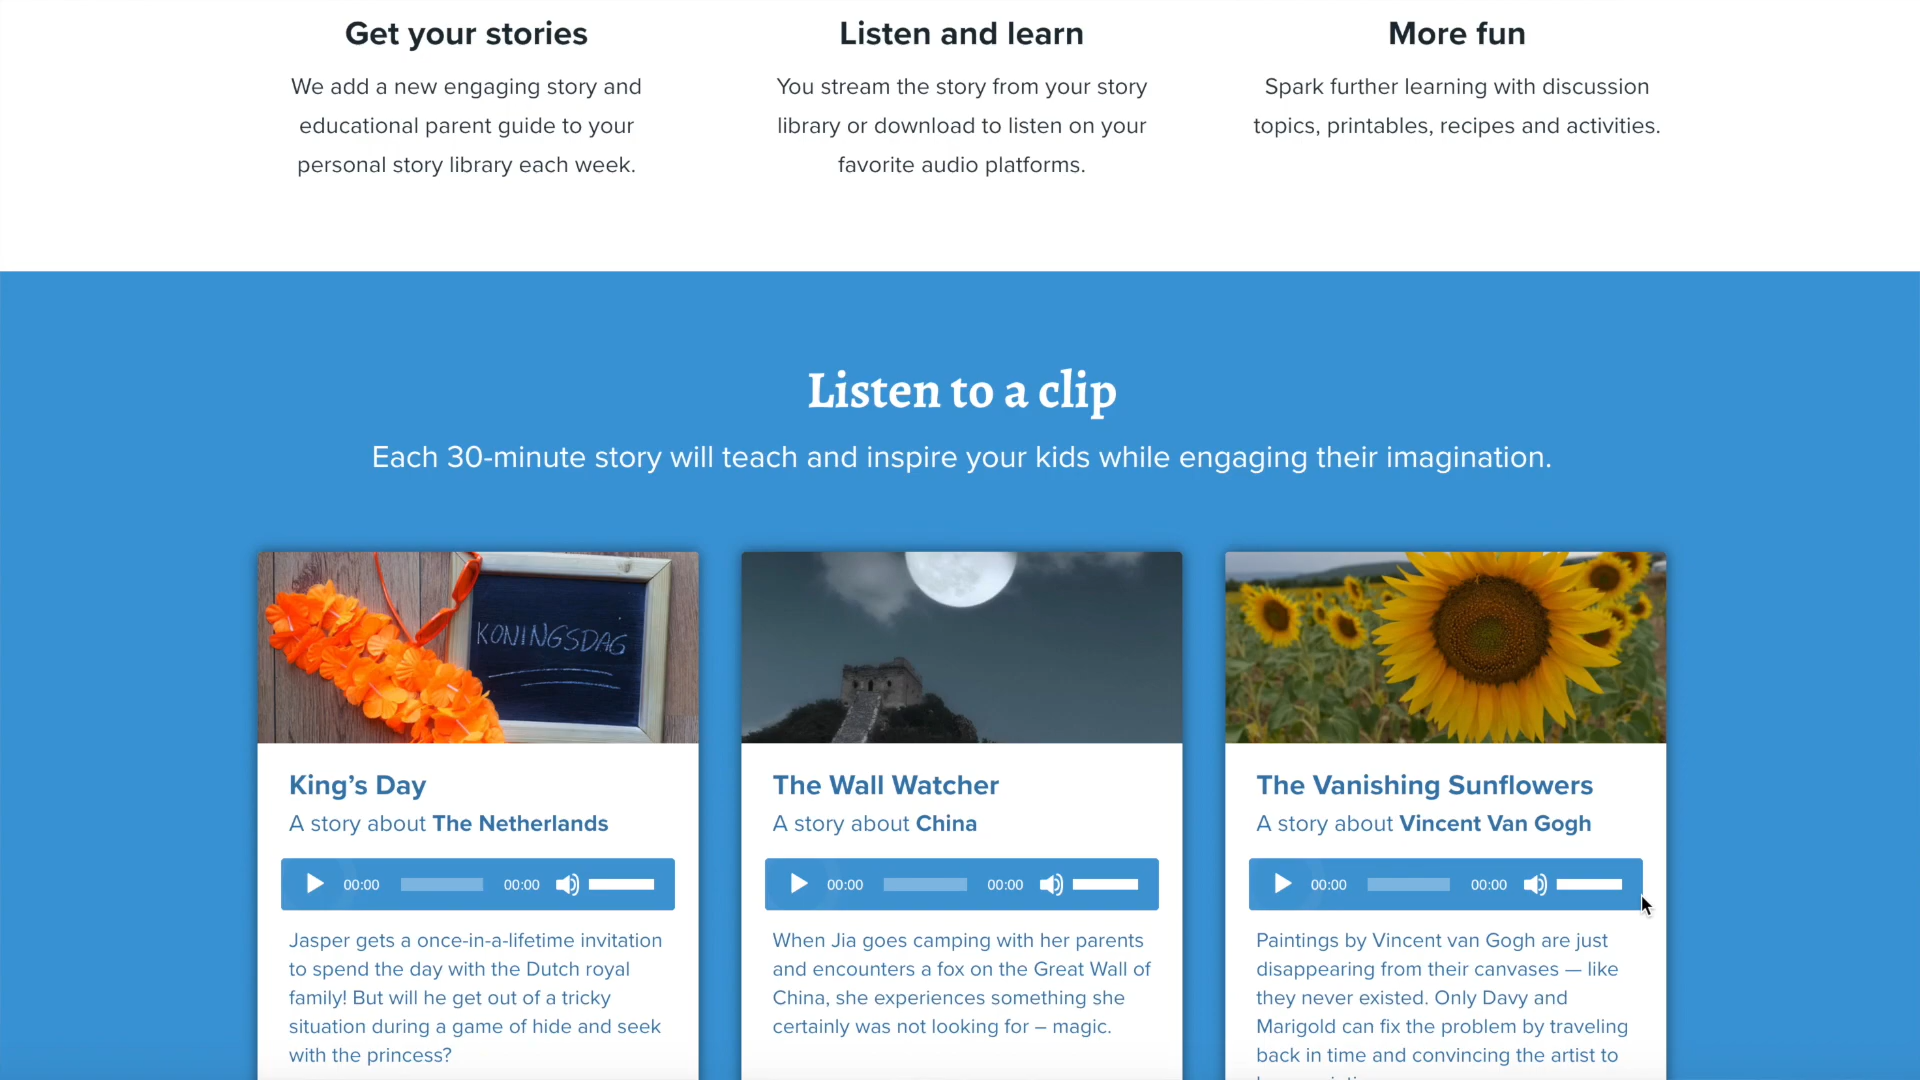 Get your stories
We add a new engaging story and
educational parent guide to your
personal story library each week.
Listen and learn
You stream the story from your story
library or download to listen on your
favorite audio platforms.
More fun
Spark further learning with discussion
topics, printables, recipes and activities.
Listen to a clip
Each 30-minute story will teach and inspire your kids while engaging their imagination.
KONINGSDAG
King’s Day
A story about The Netherlands
00:00 00:00
Jasper gets a once-in-a-lifetime invitation
to spend the day with the Dutch royal
family! But will he get out of a tricky
situation during a game of hide and seek
with the princess?
The Wall Watcher
A story about China
00:00 00:00
When Jia goes camping with her parents
and encounters a fox on the Great Wall of
China, she experiences something she
certainly was not looking for – magic.
The Vanishing Sunflowers
A story about Vincent Van Gogh
00:00 00:00
Paintings by Vincent van Gogh are just
disappearing from their canvases — like
they never existed. Only Davy and
Marigold can fix the problem by traveling
back in time and convincing the artist to